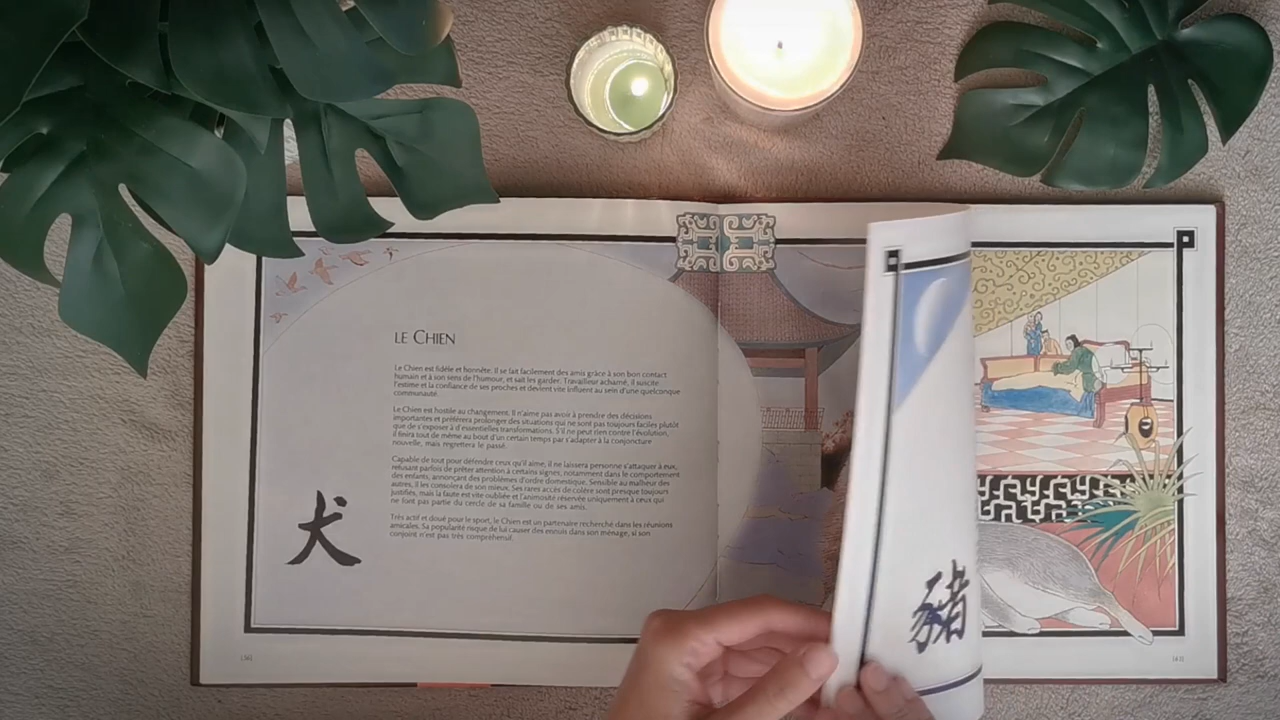 LE CHIEN
Le Chien est fidèle et honnête. Il se fait facilement des amis grâce à son bon contact
humain et à son sens de l'humour, et sait les garder. Travailleur acharné, il suscite
l'estime et la confiance de ses proches et devient vite influent au sein d'une quelconque
communauté.
Le Chien est hostile au changement. Il n'aime pas avoir à prendre des décisions
importantes et préférera prolonger des situations qui ne sont pas toujours faciles plutôt
que de s'exposer à d'essentielles transformations. S'il ne peut rien contre l'évolution,
il finira tout de même au bout d'un certain temps par s'adapter à la conjoncture
nouvelle, mais regrettera le passé.
Capable de tout pour défendre ceux qu'il aime, il ne laissera personne s'attaquer à eux,
refusant parfois de prêter attention à certains signes, notamment dans le comportement
des enfants, annonçant des problèmes d'ordre domestique. Sensible au malheur des
autres, il les consolera de son mieux. Ses rares accès de colère sont presque toujours
justifiés, mais la faute est vite oubliée et l'animosité réservée uniquement à ceux qui
ne font pas partie du cercle de sa famille ou de ses amis.
Très actif et doué pour le sport, le Chien est un partenaire recherché dans les réunions
amicales. Sa popularité risque de lui causer des ennuis dans son ménage, si son
conjoint n'est pas très compréhensif.
犬
豬